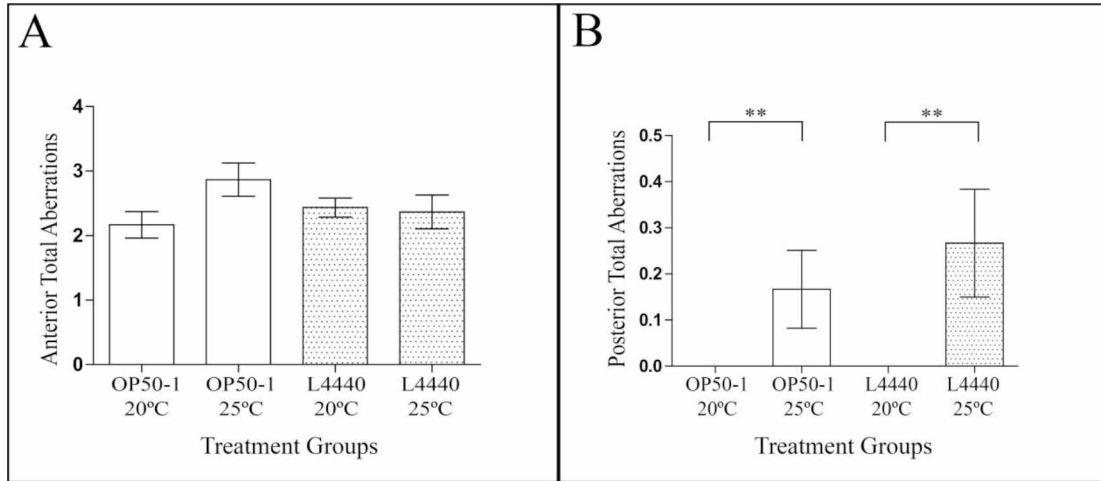 A
Anterior Total Aberrations
4
3
2
1
0
OP50-1 OP50-1 L4440 L4440
20ºC 25ºC 20ºC 25ºC
Treatment Groups
B
Posterior Total Aberrations
** **
0.5
0.4
0.3
0.2
0.1
0.0
OP50-1 OP50-1 L4440 L4440
20ºC 25ºC 20ºC 25ºC
Treatment Groups